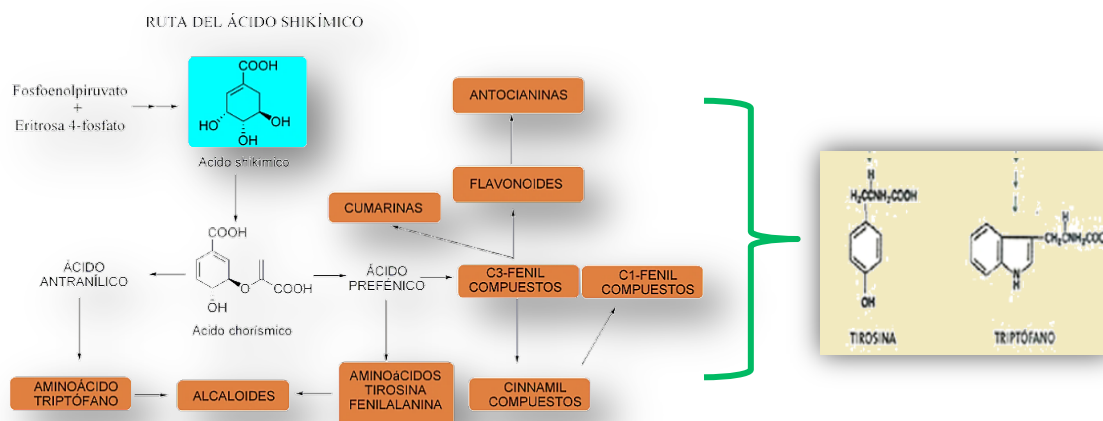 RUTA DEL ÁCIDO SHIKÍMICO
Fosfoenolpiruvato
+
Eritrosa 4-fosfato
COOH
HO
OH
OH
Acido shikimico
ANTOCIANINAS
FLAVONOIDES
CUMARINAS
COOH
O
COOH
OH
Acido chorísmico
ÁCIDO
ANTRANÍLICO
ÁCIDO
PREFÉNICO
C3-FENIL
COMPUESTOS
C1-FENIL
COMPUESTOS
AMINOÁCIDO
TRIPTÓFANO
ALCALOIDES
AMINOáCIDOS
TIROSINA
FENILALANINA
CINNAMIL
COMPUESTOS
H
H₂CCNH₂COOH
OH
TIROSINA
H
CH₂CNH₂COO
N
H
TRIPTÓFANO